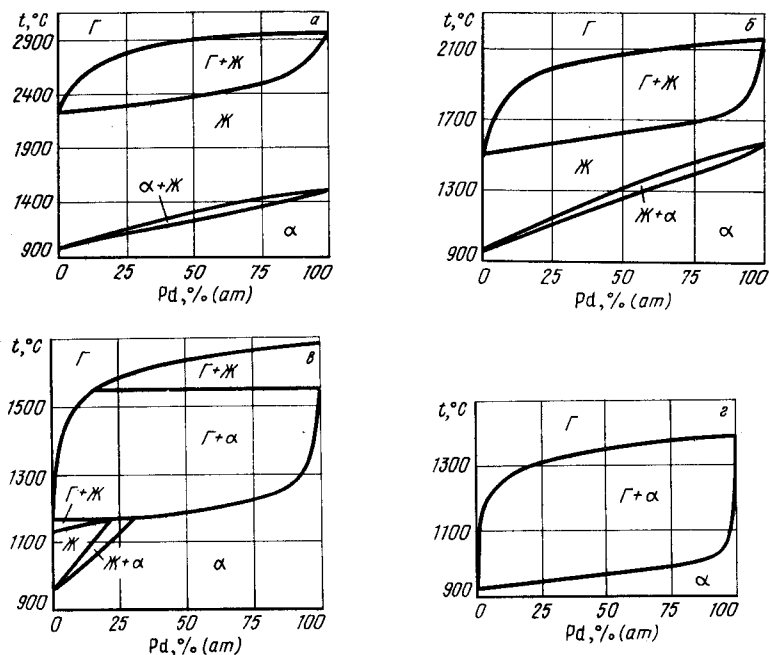 t,°C
Г
а
2900
Г+Ж
2400
Ж
1900
α+Ж
1400
α
900
0 25 50 75 100
Pd,% (ат)
t,°C
Г
б
2100
Г+Ж
1700
Ж
1300
Ж+α
α
900
0 25 50 75 100
Pd,% (ат)
t,°C
Г
в
Г+Ж
1500
Г+α
1300
Г+Ж
1100
Ж
Ж+α
α
900
0 25 50 75 100
Pd,% (ат)
t,°C
Г
г
1300
Г+α
1100
α
900
0 25 50 75 100
Pd,% (ат)